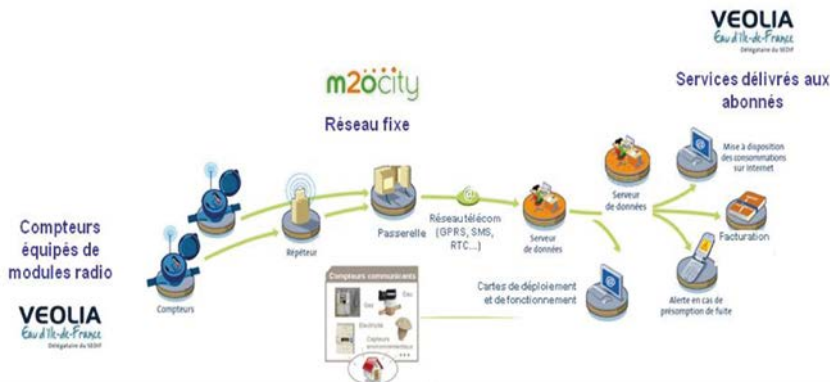 VEOLIA
Eau d'Ile-de-France
Délégataire du SEDIF
Services délivrés aux
abonnés
m2ocity
Réseau fixe
Compteurs
équipés de
modules radio
VEOLIA
Eau d'Ile-de-France
Délégataire du SEDIF
Compteurs
Répéteur
Passerelle
Réseau télécom
(GPRS, SMS,
RTC...)
Serveur
de données
Cartes de déploiement
et de fonctionnement
Serveur
de données
Mise à disposition
des consommations
sur internet
Facturation
Alerte en cas de
présomption de fuite
Compteurs communicants
Gaz
Eau
Electricité
Capteurs
environnementaux
...